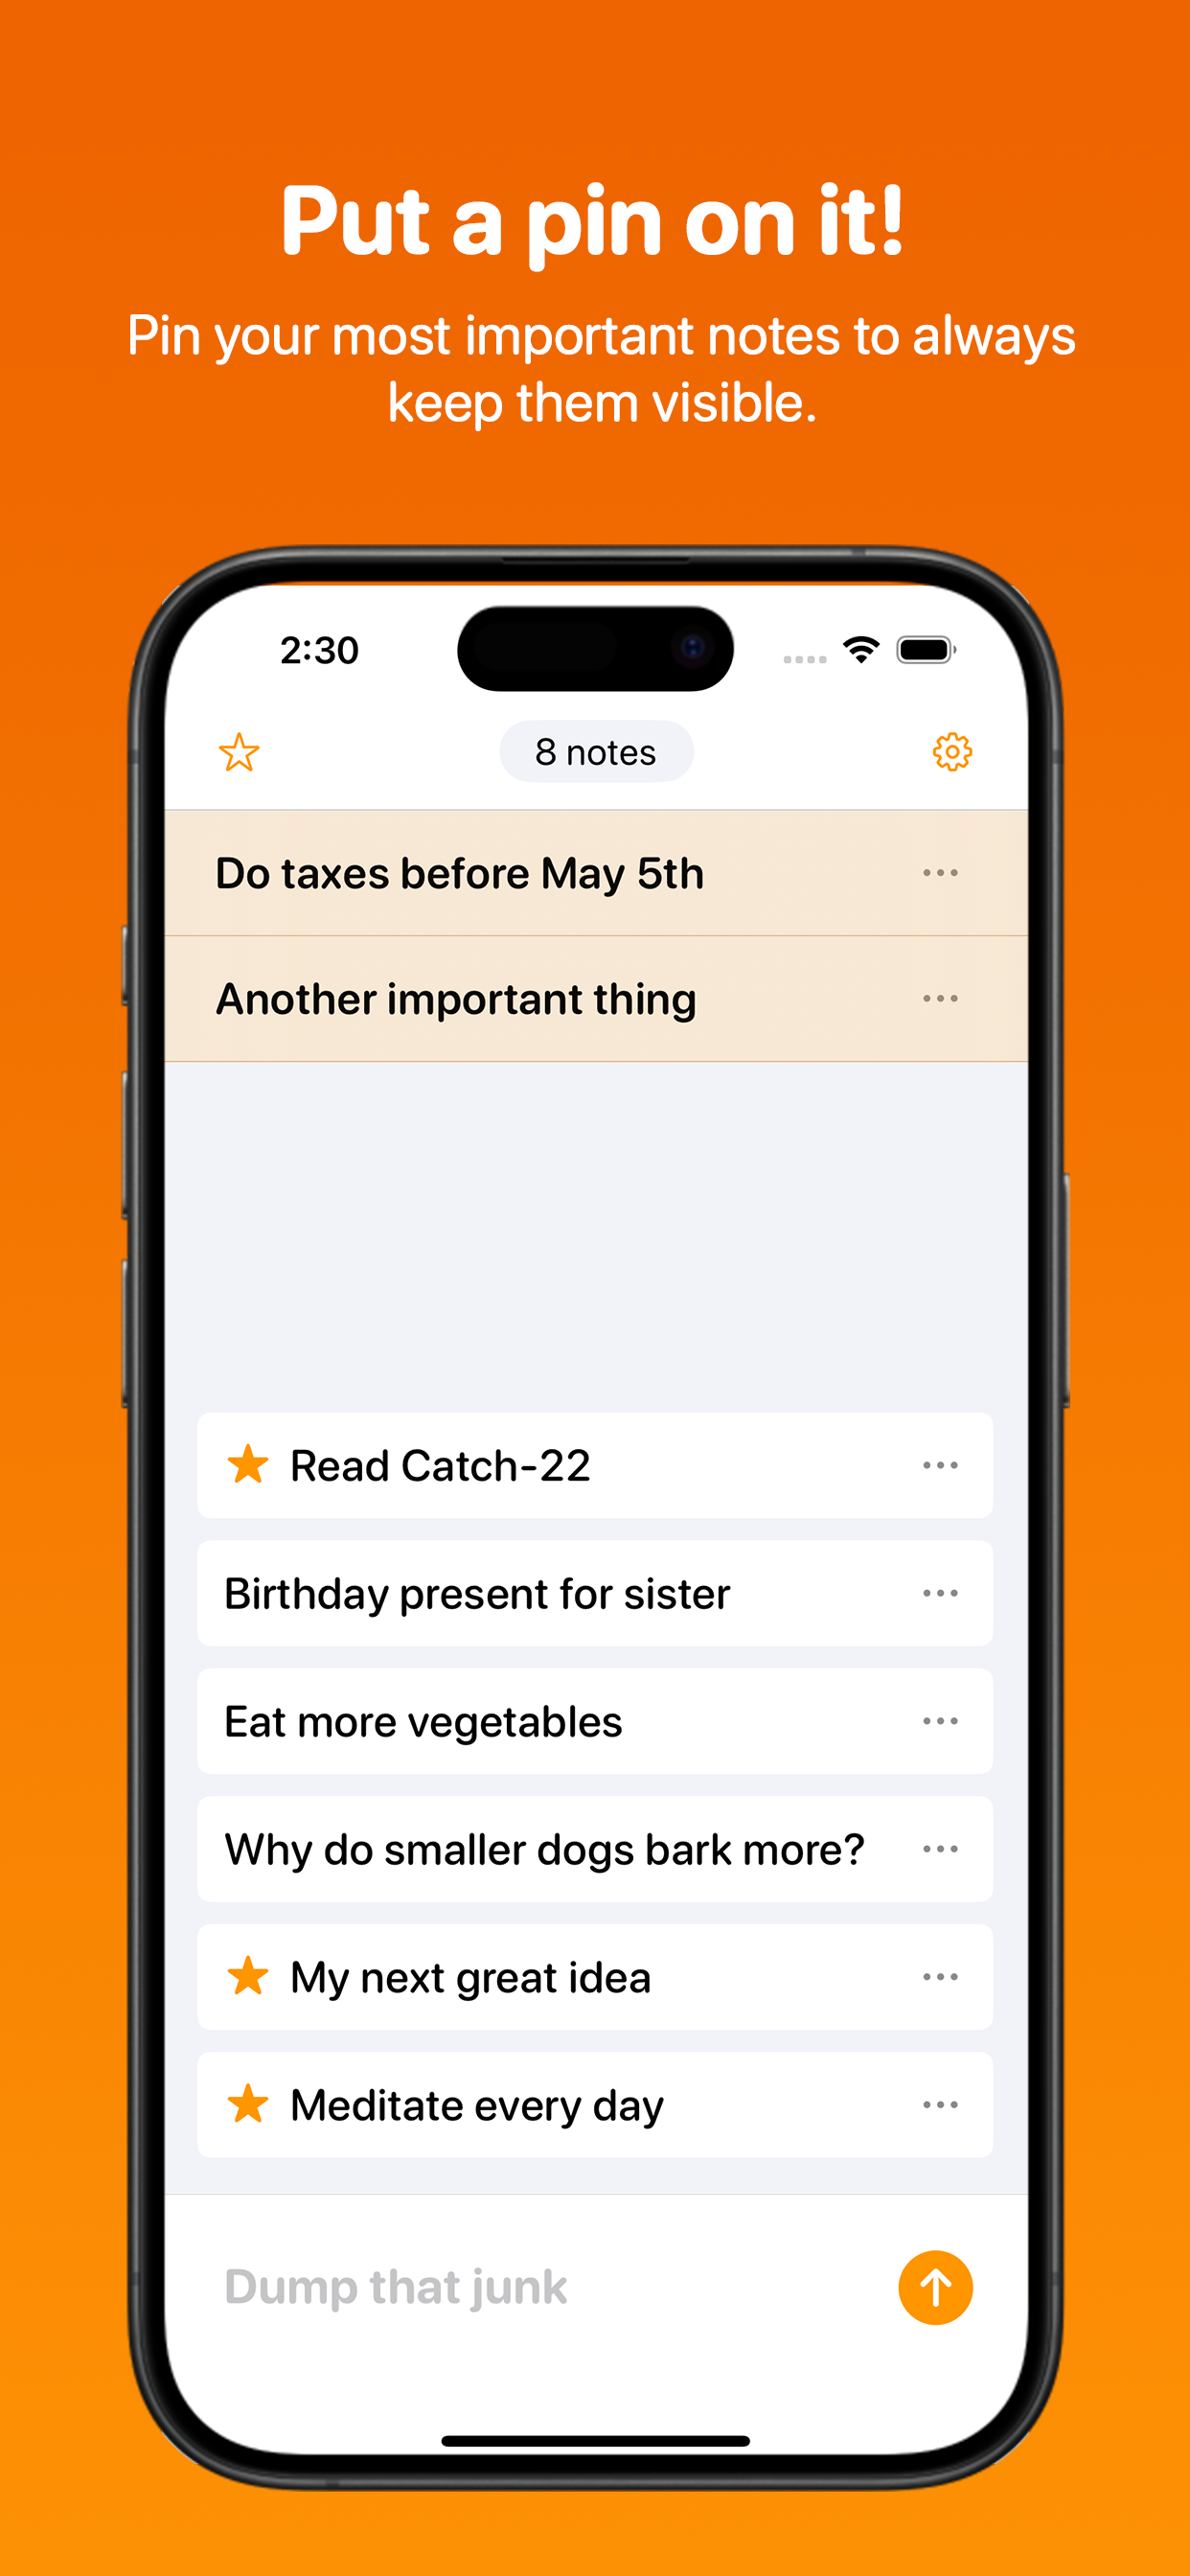 Put a pin on it!
Pin your most important notes to always
keep them visible.
2:30
8 notes
Do taxes before May 5th
Another important thing
Read Catch-22
Birthday present for sister
Eat more vegetables
Why do smaller dogs bark more?
My next great idea
Meditate every day
Dump that junk